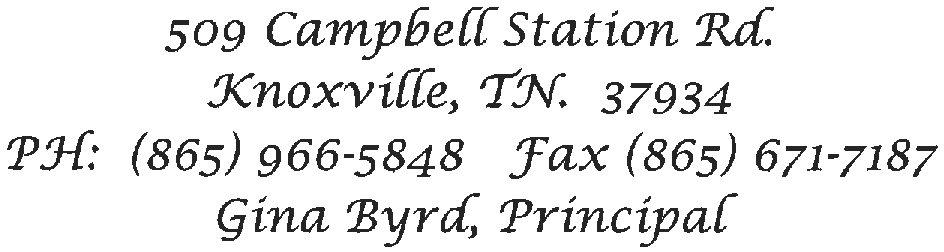 509 Campbell Station Rd.
Knoxville, TN.  37934
PH:  (865) 966-5848   Fax (865) 671-7187
Gina Byrd, Principal